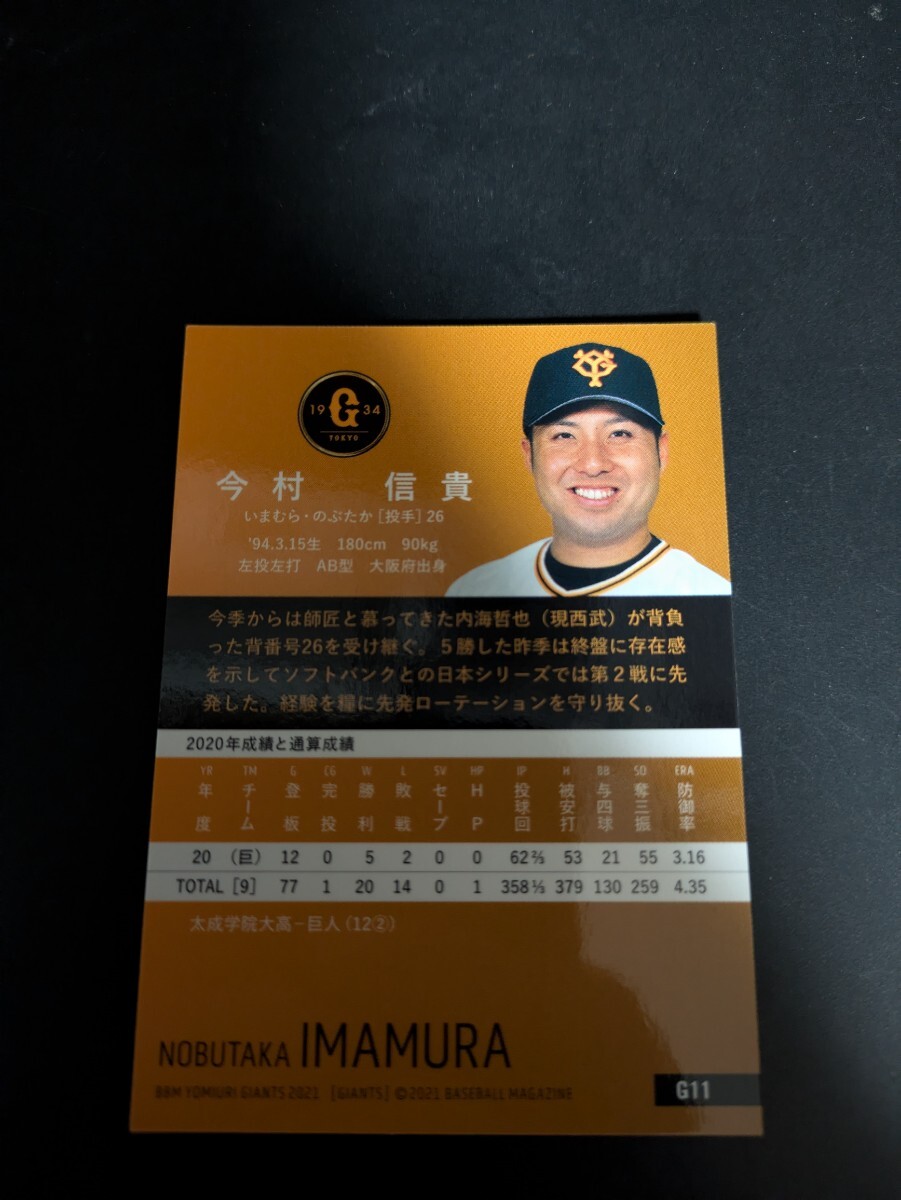 19 G 34
TOKYO
今村 信貴
いまむら・のぶたか［投手］26
'94.3.15生 180cm 90kg
左投左打 AB型 大阪府出身
今季からは師匠と慕ってきた内海哲也（現西武）が背負
った背番号26を受け継ぐ。５勝した昨季は終盤に存在感
を示してソフトバンクとの日本シリーズでは第２戦に先
発した。経験を糧に先発ローテーションを守り抜く。
2020年成績と通算成績
YR TM G CG W L SV HP IP H BB SO ERA
年度 チーム 登板 完投 勝利 敗戦 セーブ HP 投球回 被安打 与四球 奪三振 防御率
20 （巨） 12 0 5 2 0 0 62⅔ 53 21 55 3.16
TOTAL［9］ 77 1 20 14 0 1 358⅓ 379 130 259 4.35
太成学院大高－巨人（12②）
NOBUTAKA IMAMURA
BBM YOMIURI GIANTS 2021 [GIANTS] ©2021 BASEBALL MAGAZINE
G11